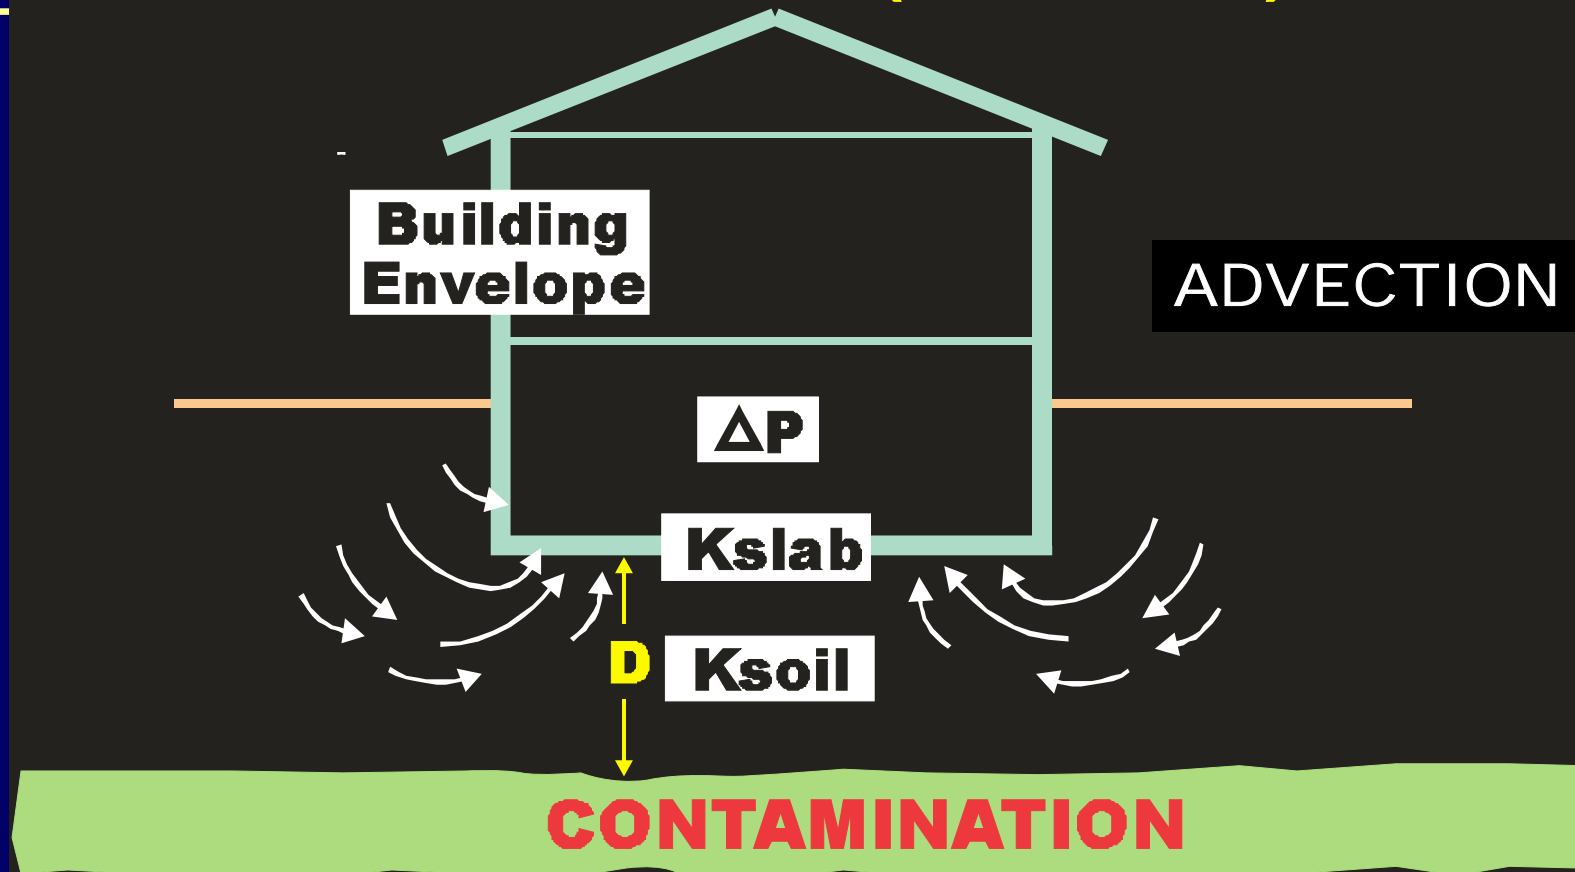 Building
Envelope
ADVECTION
ΔP
Kslab
D
Ksoil
CONTAMINATION